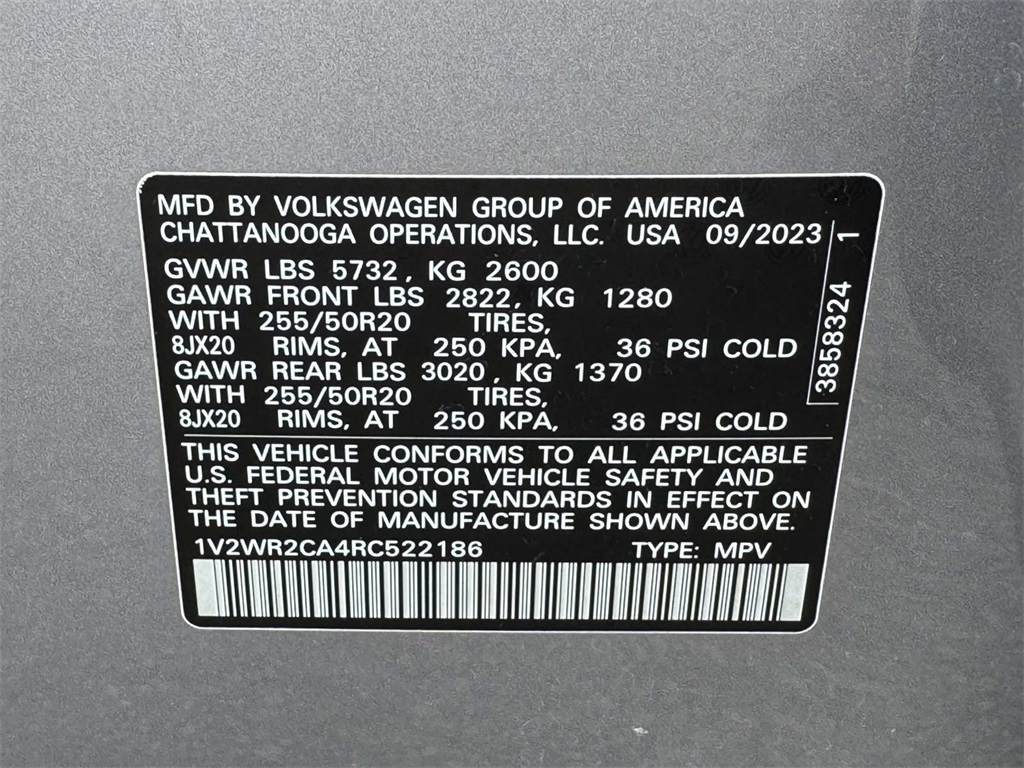 MFD BY VOLKSWAGEN GROUP OF AMERICA
CHATTANOOGA OPERATIONS, LLC. USA 09/2023
GVWR LBS 5732, KG 2600
GAWR FRONT LBS 2822, KG 1280
WITH 255/50R20 TIRES,
8JX20 RIMS, AT 250 KPA, 36 PSI COLD
GAWR REAR LBS 3020, KG 1370
WITH 255/50R20 TIRES,
8JX20 RIMS, AT 250 KPA, 36 PSI COLD
3858324 1
THIS VEHICLE CONFORMS TO ALL APPLICABLE
U.S. FEDERAL MOTOR VEHICLE SAFETY AND
THEFT PREVENTION STANDARDS IN EFFECT ON
THE DATE OF MANUFACTURE SHOWN ABOVE.
1V2WR2CA4RC522186 TYPE: MPV